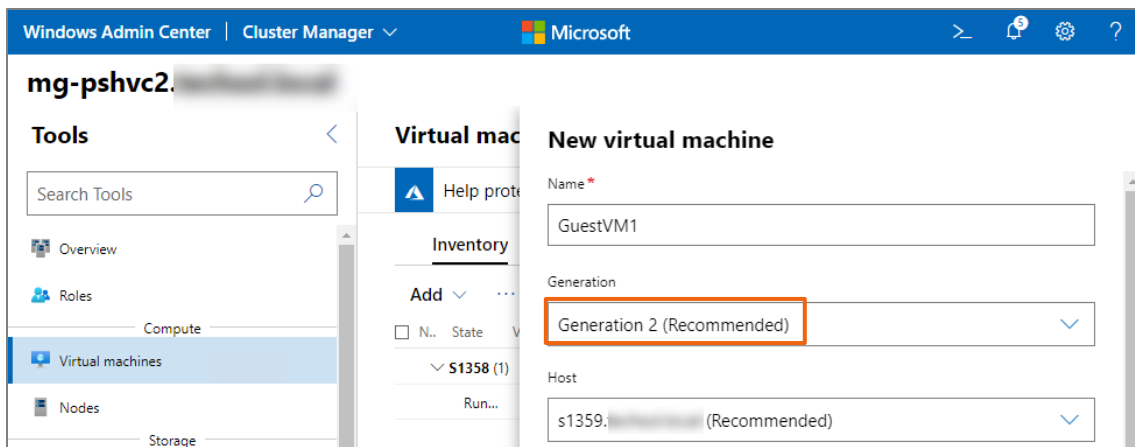 Windows Admin Center | Cluster Manager
Microsoft
5
mg-pshvc2.
Tools
Search Tools
Overview
Roles
Compute
Virtual machines
Nodes
Storage
Virtual mac
Help prote
Inventory
Add
N.. State V
S1358 (1)
Run...
New virtual machine
Name*
GuestVM1
Generation
Generation 2 (Recommended)
Host
s1359. (Recommended)